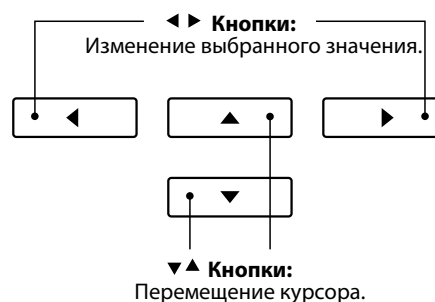 ◀ ▶ Кнопки:
Изменение выбранного значения.
▼▲ Кнопки:
Перемещение курсора.